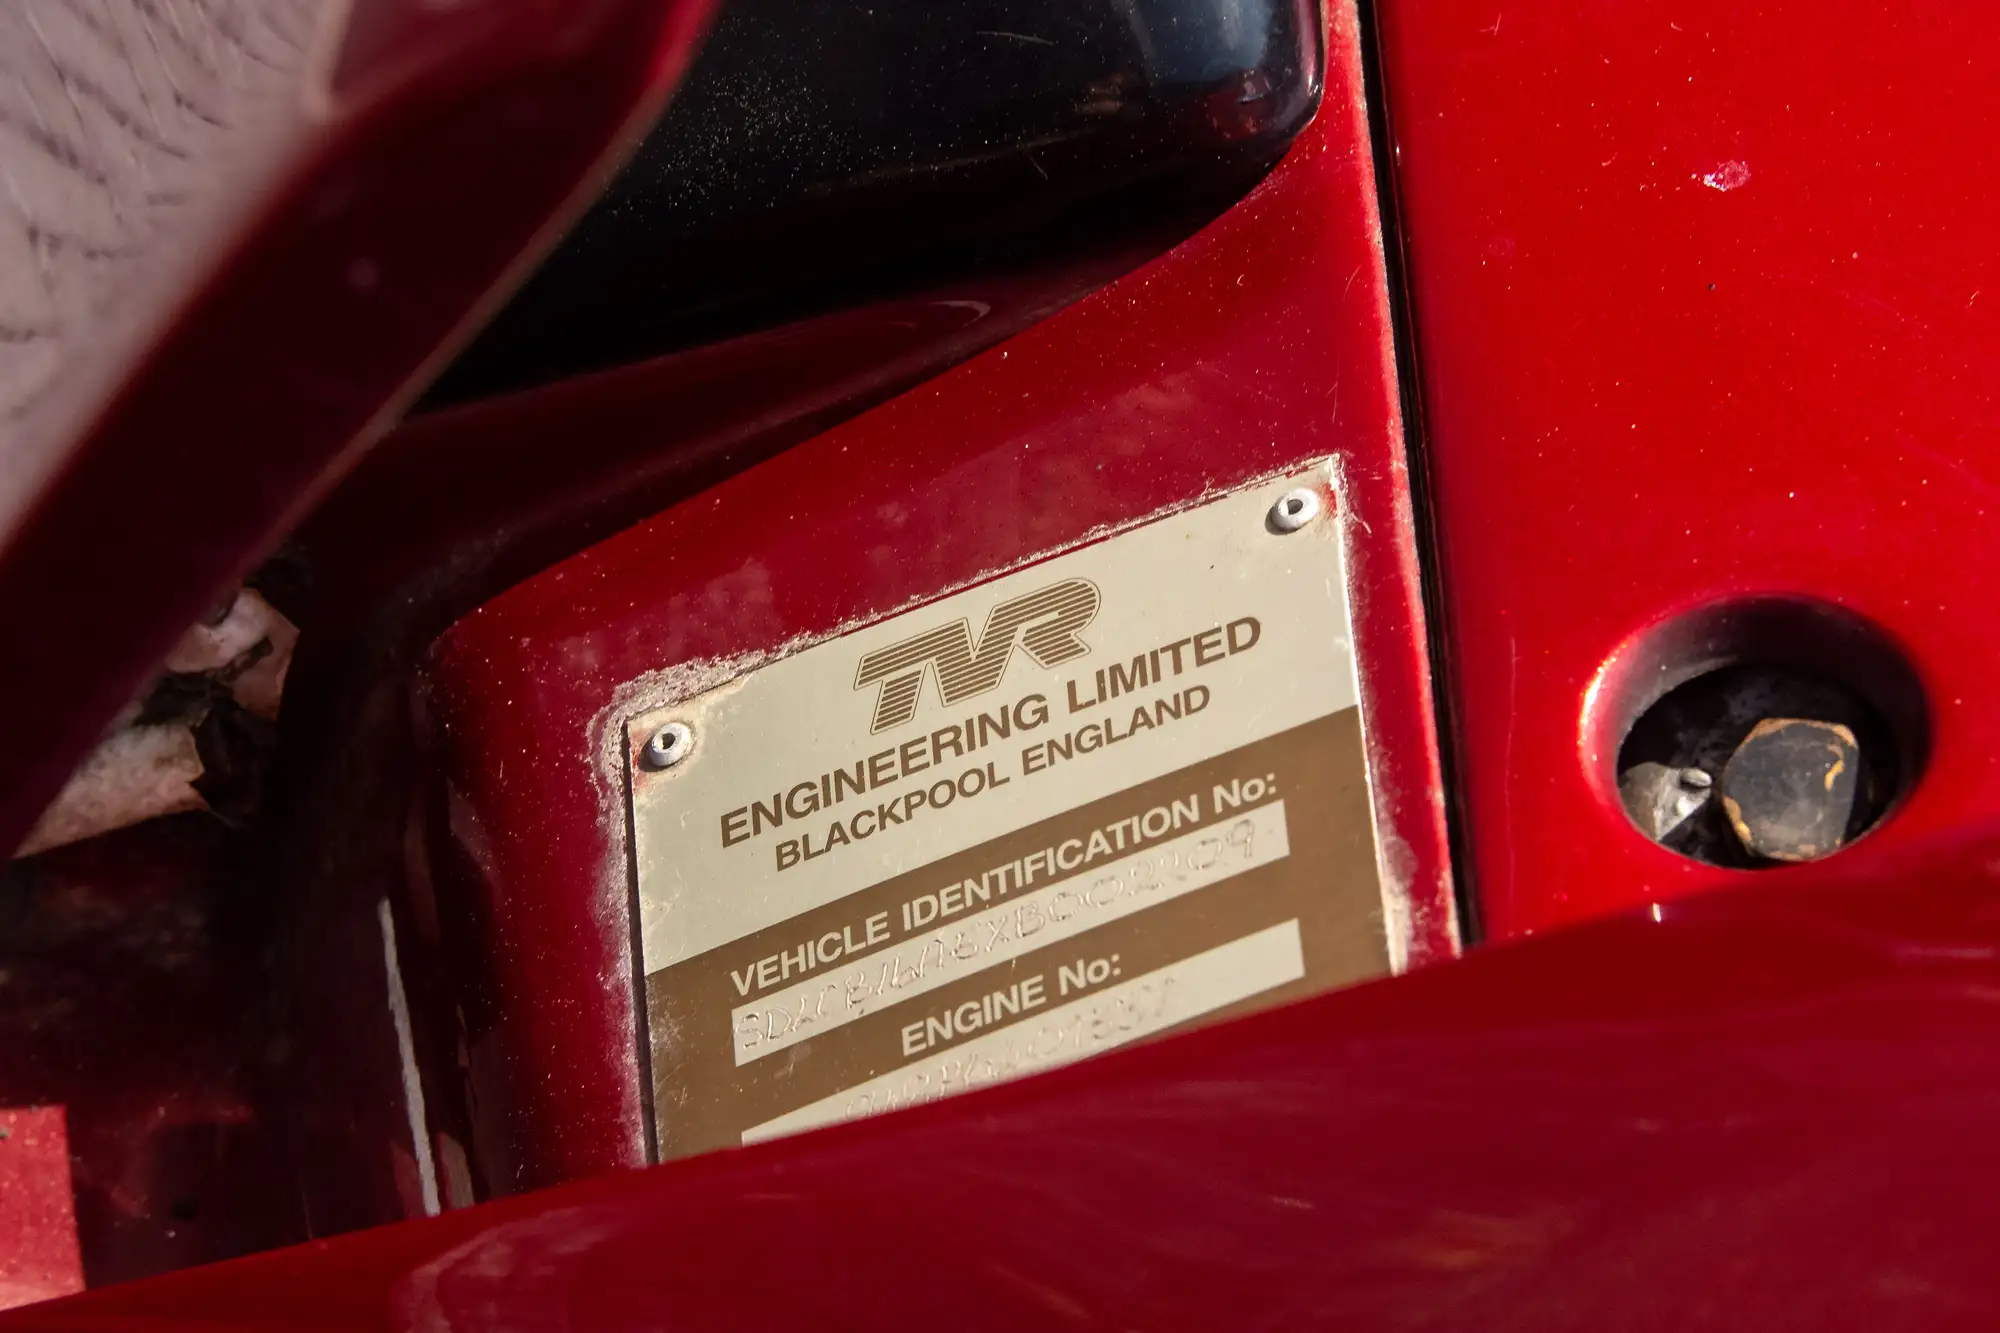 TVR
ENGINEERING LIMITED
BLACKPOOL ENGLAND
VEHICLE IDENTIFICATION No:
ENGINE No: